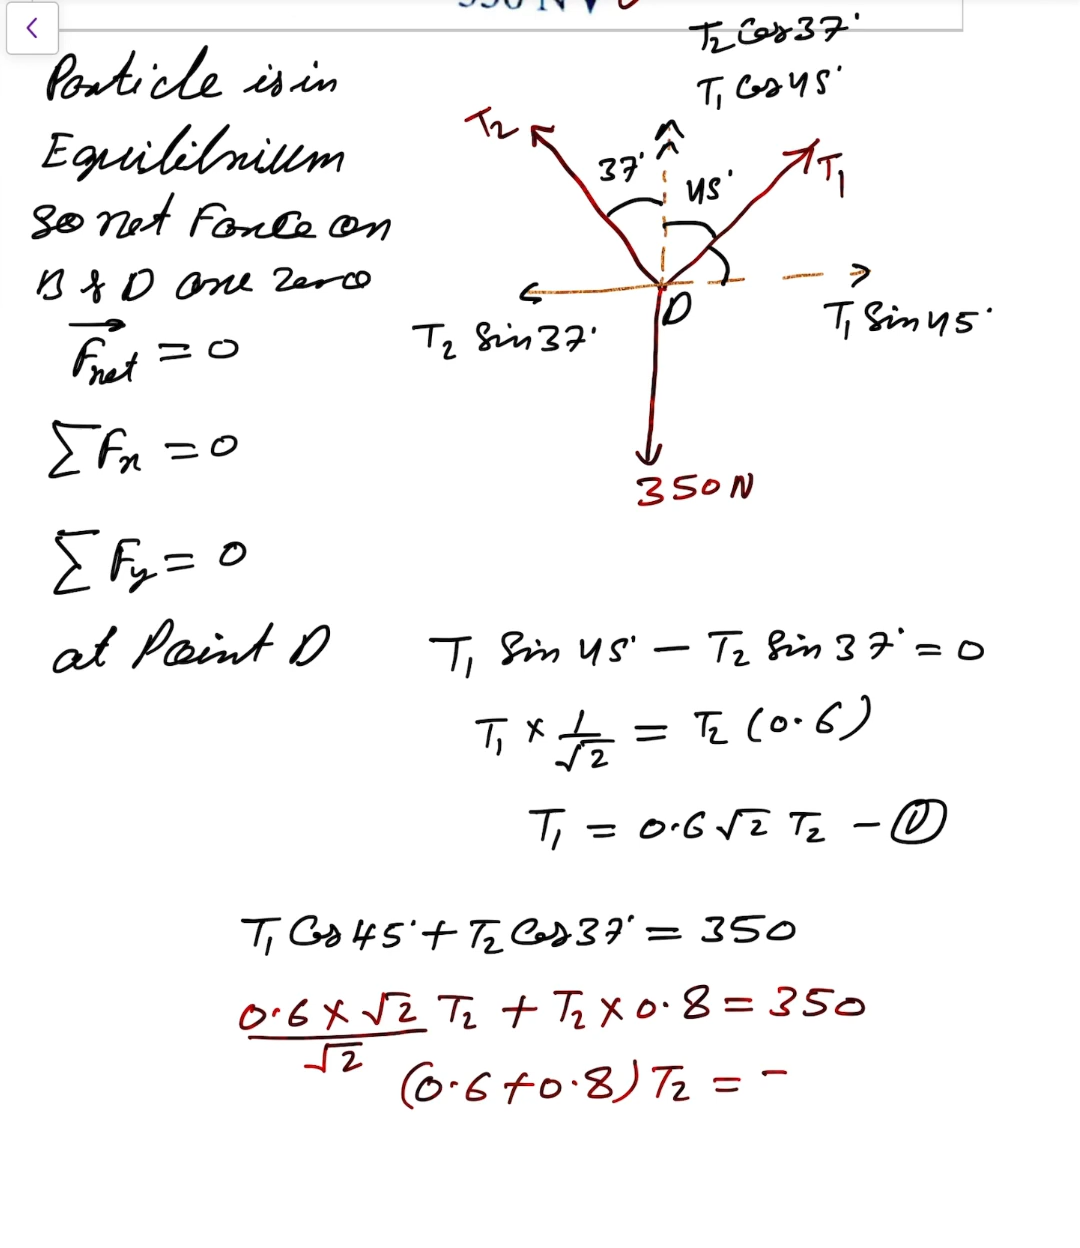 T₂ Cos37°
T₁ Cos45°
Particle is in
Equilibrium
So net Force on
B & D are Zero
F⃗net = 0
ΣFx = 0
ΣFy = 0
T₂
37°
45°
T₁
D
T₂ Sin37°
T₁ Sin45°
350N
at Point D
T₁ Sin 45° − T₂ Sin 37° = 0
T₁ × 1/√2 = T₂ (0.6)
T₁ = 0.6 √2 T₂ − ①
T₁ Cos 45° + T₂ Cos37° = 350
0.6 × √2 T₂/√2 + T₂ × 0.8 = 350
(0.6+0.8) T₂ = −